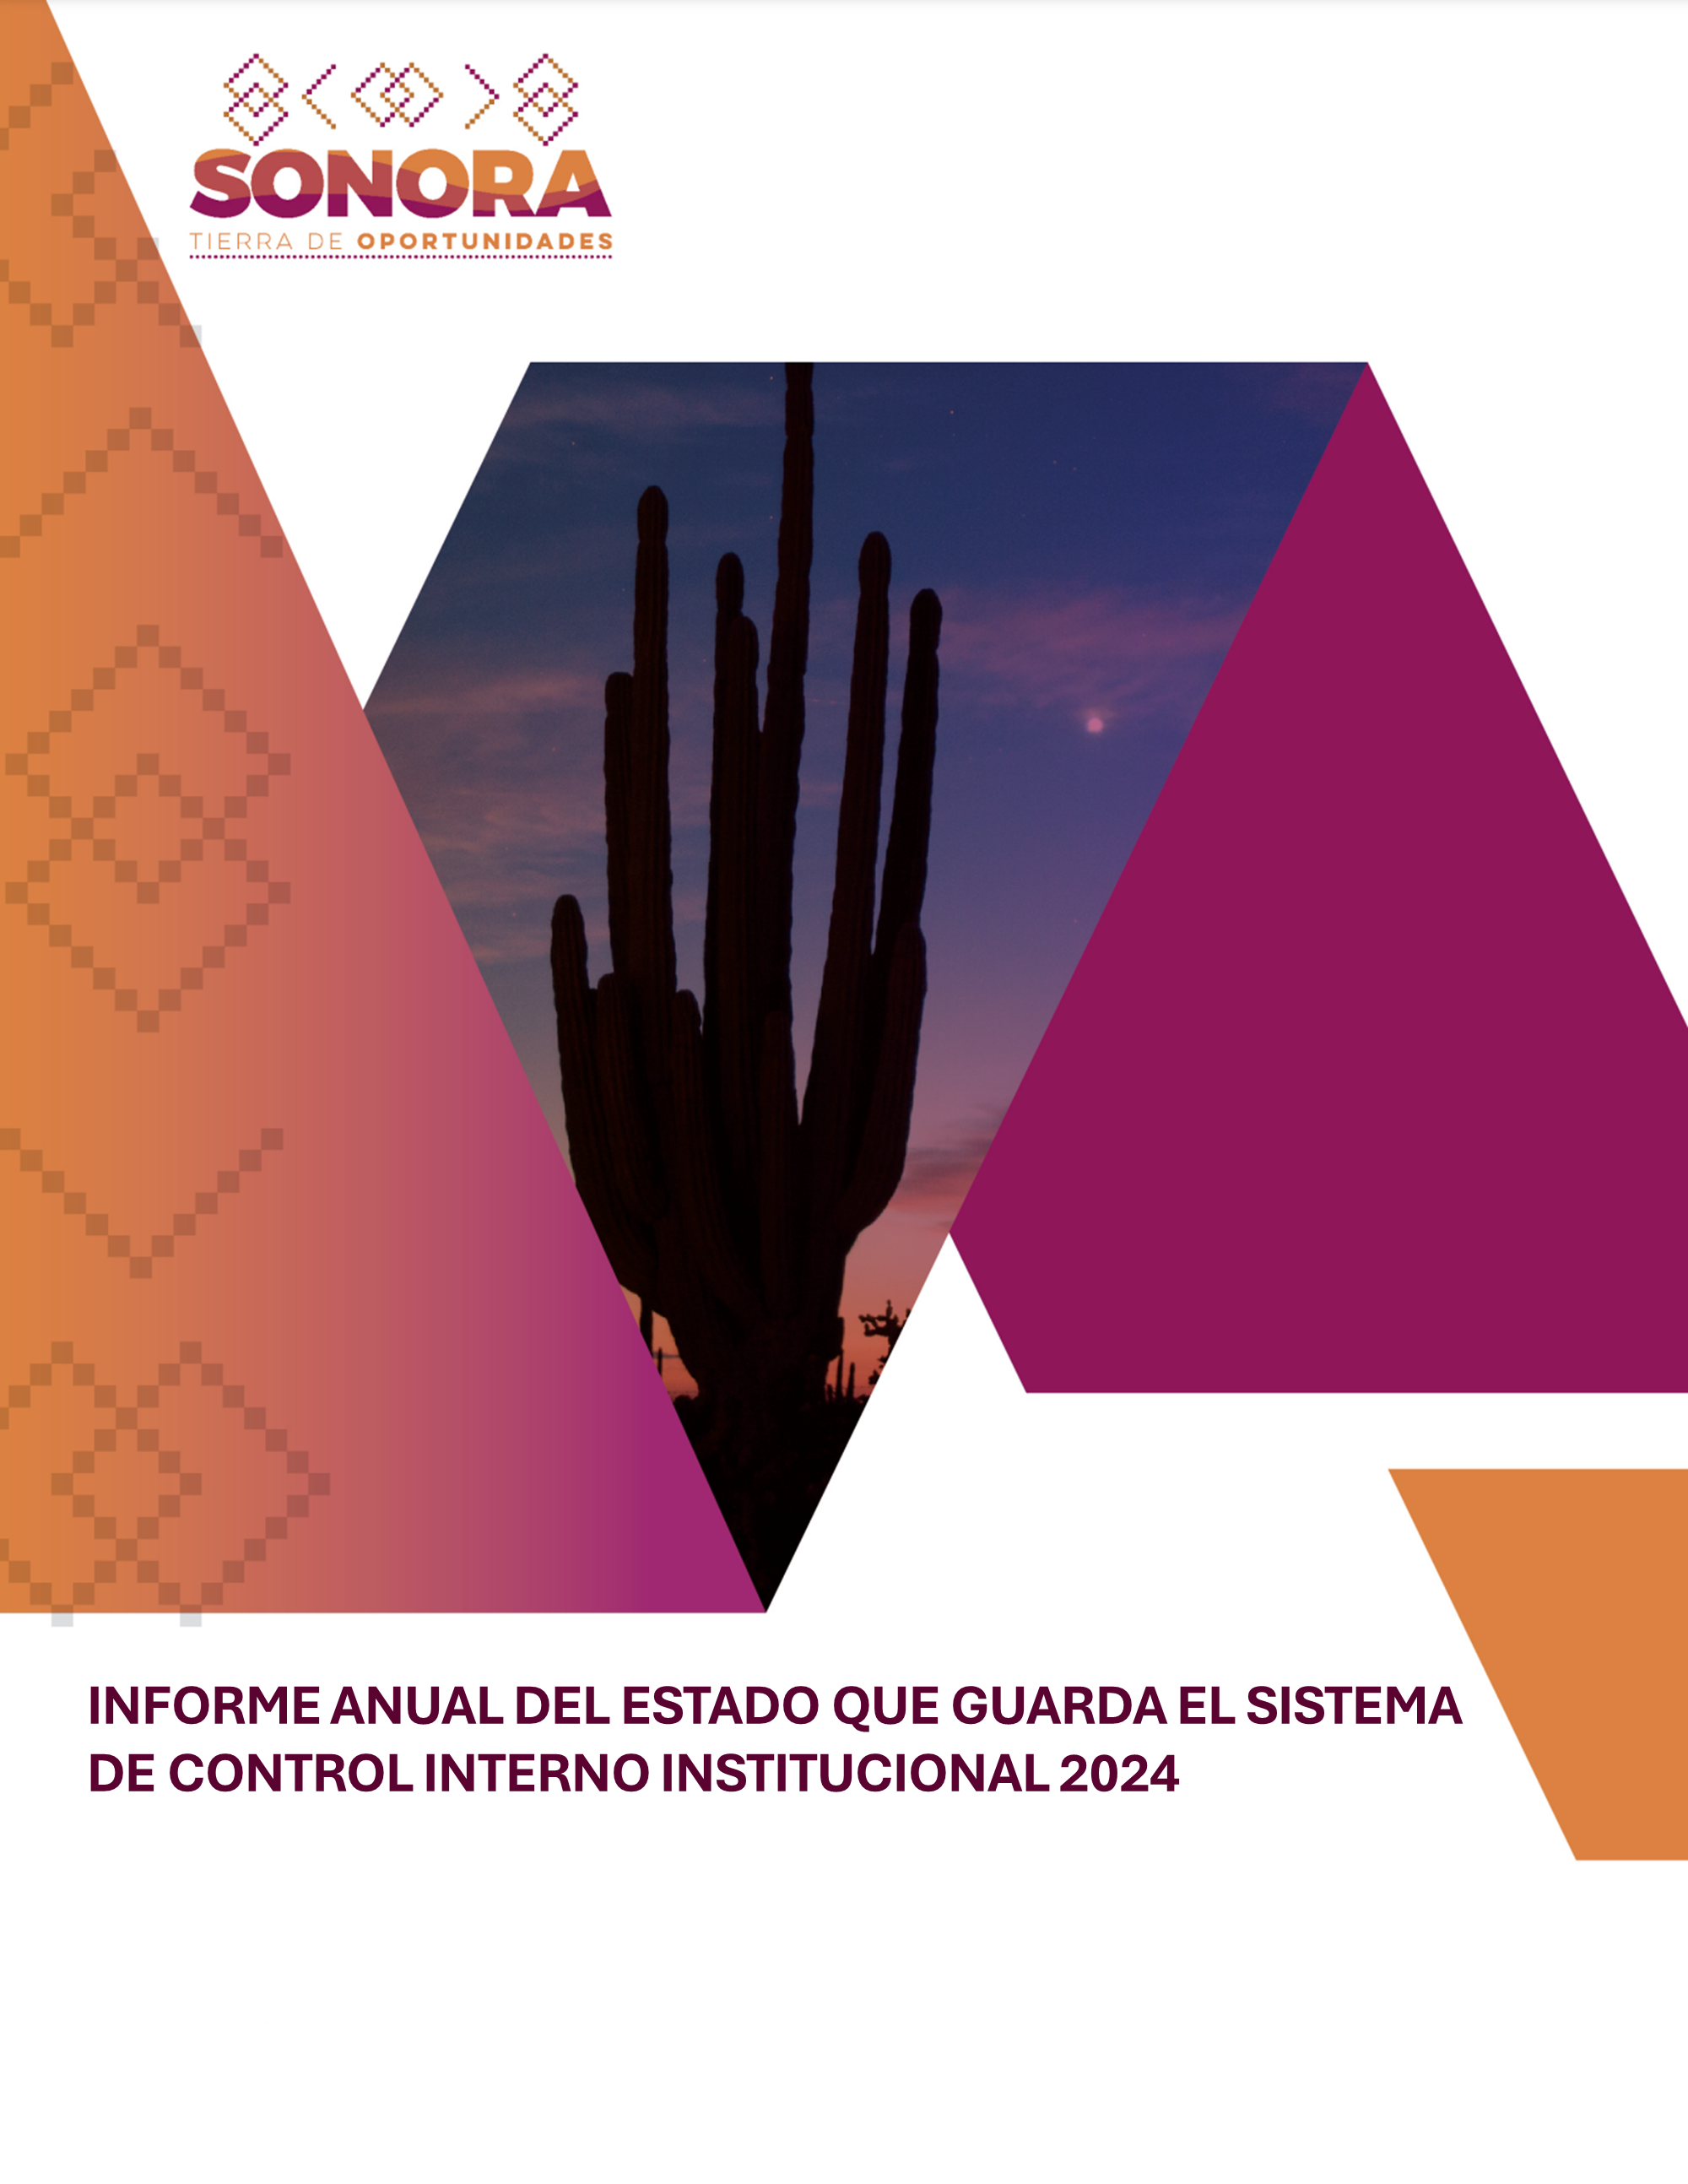 SONORA
TIERRA DE OPORTUNIDADES
INFORME ANUAL DEL ESTADO QUE GUARDA EL SISTEMA
DE CONTROL INTERNO INSTITUCIONAL 2024